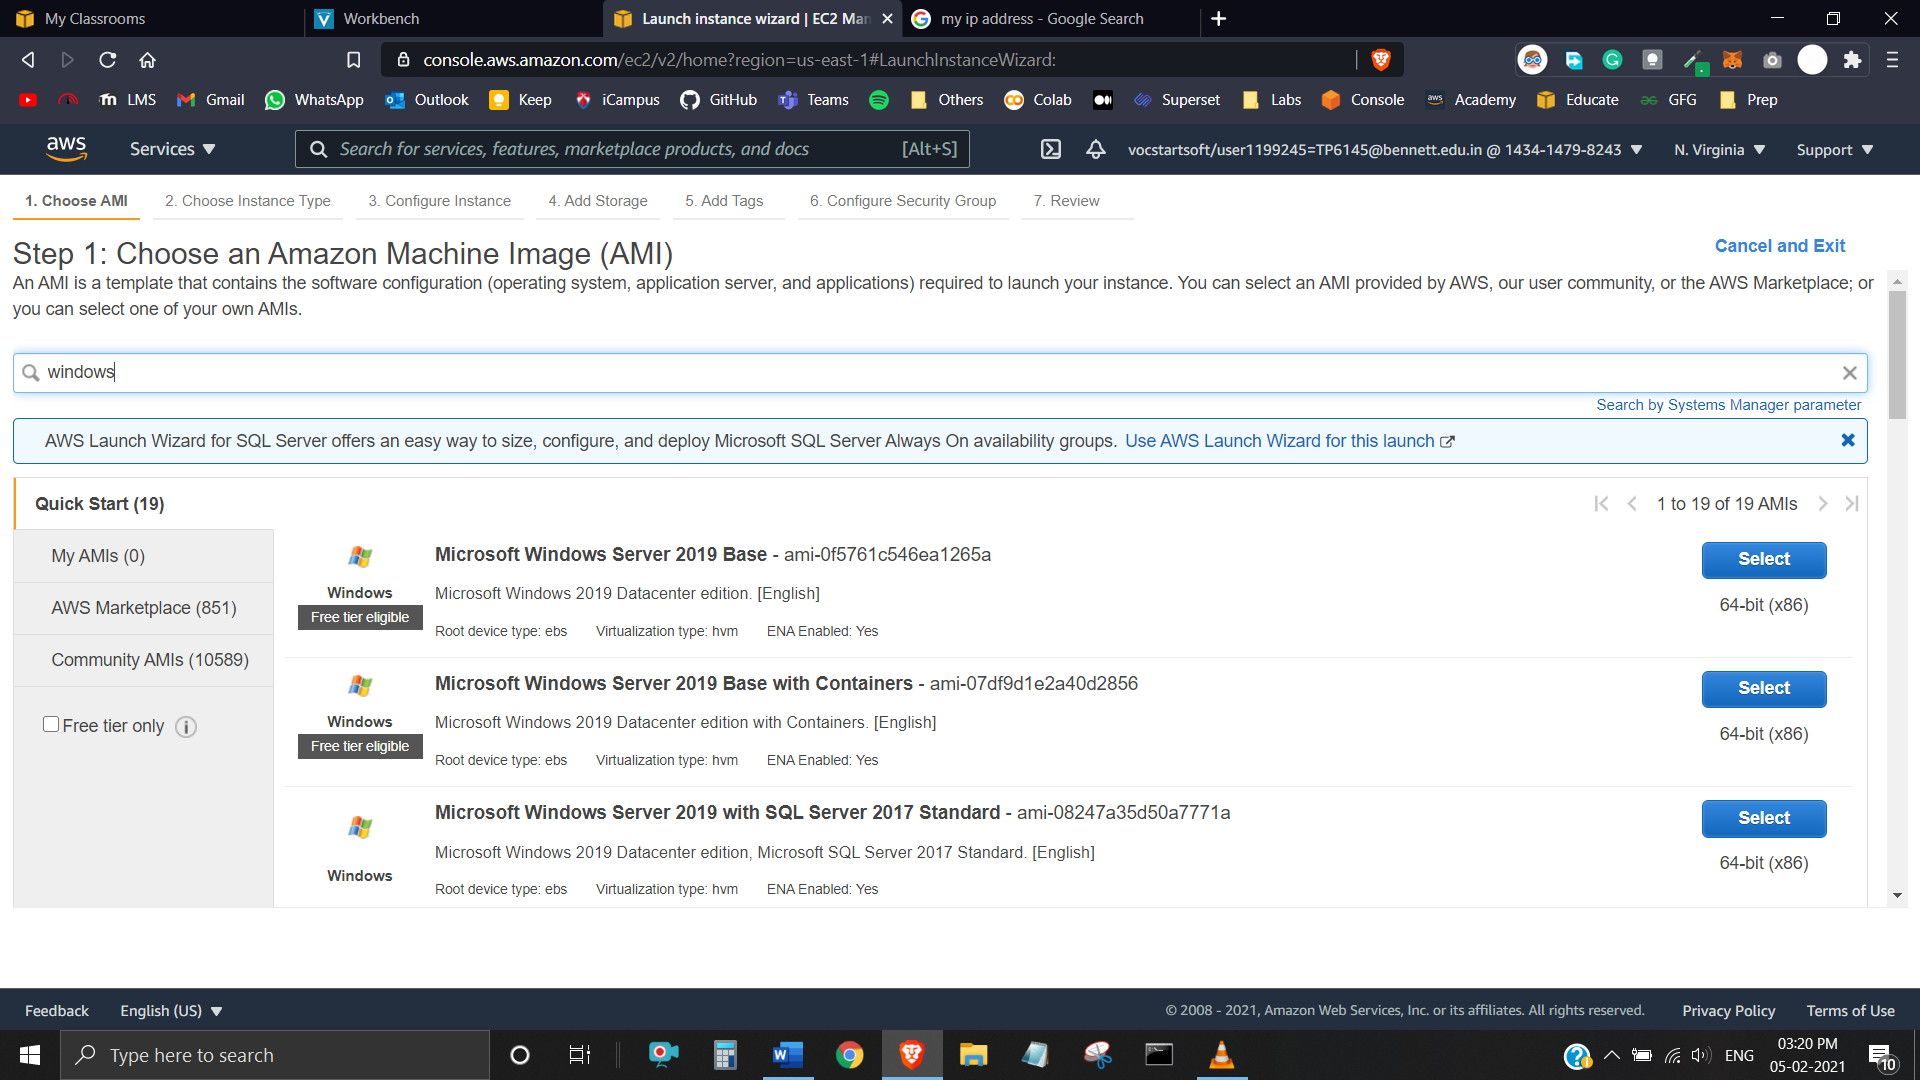 My Classrooms
Workbench
Launch instance wizard | EC2 Man
my ip address - Google Search
console.aws.amazon.com/ec2/v2/home?region=us-east-1#LaunchInstanceWizard:
LMS
Gmail
WhatsApp
Outlook
Keep
iCampus
GitHub
Teams
Others
Colab
Superset
Labs
Console
aws
Academy
Educate
GFG
Prep
aws
Services
Search for services, features, marketplace products, and docs
[Alt+S]
vocstartsoft/user1199245=TP6145@bennett.edu.in @ 1434-1479-8243
N. Virginia
Support
1. Choose AMI
2. Choose Instance Type
3. Configure Instance
4. Add Storage
5. Add Tags
6. Configure Security Group
7. Review
Step 1: Choose an Amazon Machine Image (AMI)
Cancel and Exit
An AMI is a template that contains the software configuration (operating system, application server, and applications) required to launch your instance. You can select an AMI provided by AWS, our user community, or the AWS Marketplace; or
you can select one of your own AMIs.
windows
Search by Systems Manager parameter
AWS Launch Wizard for SQL Server offers an easy way to size, configure, and deploy Microsoft SQL Server Always On availability groups. Use AWS Launch Wizard for this launch
Quick Start (19)
1 to 19 of 19 AMIs
My AMIs (0)
AWS Marketplace (851)
Community AMIs (10589)
Free tier only
Windows
Free tier eligible
Microsoft Windows Server 2019 Base - ami-0f5761c546ea1265a
Microsoft Windows 2019 Datacenter edition. [English]
Root device type: ebs
Virtualization type: hvm
ENA Enabled: Yes
Select
64-bit (x86)
Windows
Free tier eligible
Microsoft Windows Server 2019 Base with Containers - ami-07df9d1e2a40d2856
Microsoft Windows 2019 Datacenter edition with Containers. [English]
Root device type: ebs
Virtualization type: hvm
ENA Enabled: Yes
Select
64-bit (x86)
Windows
Microsoft Windows Server 2019 with SQL Server 2017 Standard - ami-08247a35d50a7771a
Microsoft Windows 2019 Datacenter edition, Microsoft SQL Server 2017 Standard. [English]
Root device type: ebs
Virtualization type: hvm
ENA Enabled: Yes
Select
64-bit (x86)
Feedback
English (US)
© 2008 - 2021, Amazon Web Services, Inc. or its affiliates. All rights reserved.
Privacy Policy
Terms of Use
Type here to search
ENG
03:20 PM
05-02-2021
10